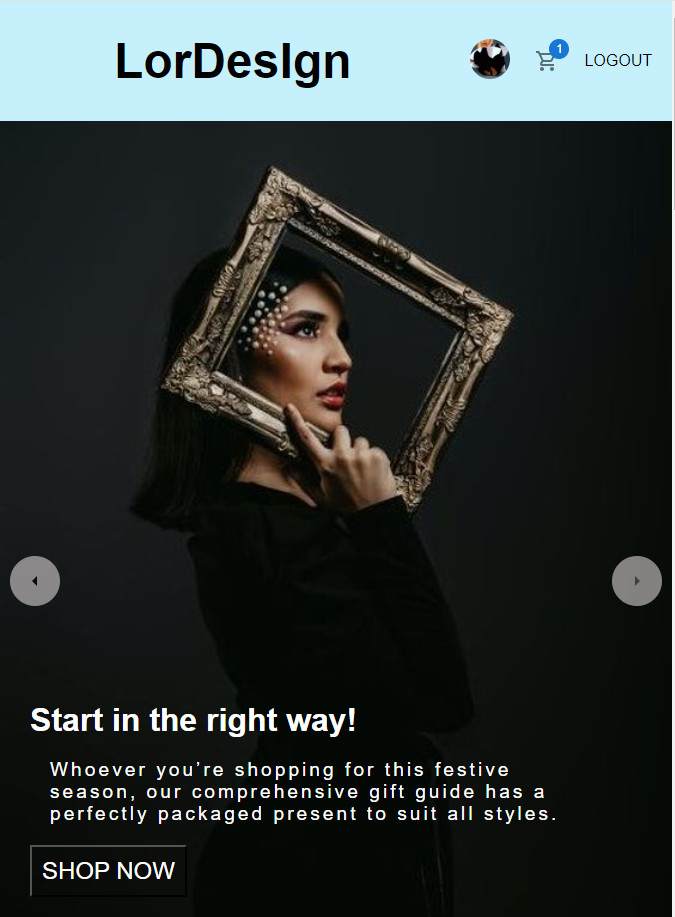 LorDesIgn
1
LOGOUT
Start in the right way!
Whoever you’re shopping for this festive
season, our comprehensive gift guide has a
perfectly packaged present to suit all styles.
SHOP NOW